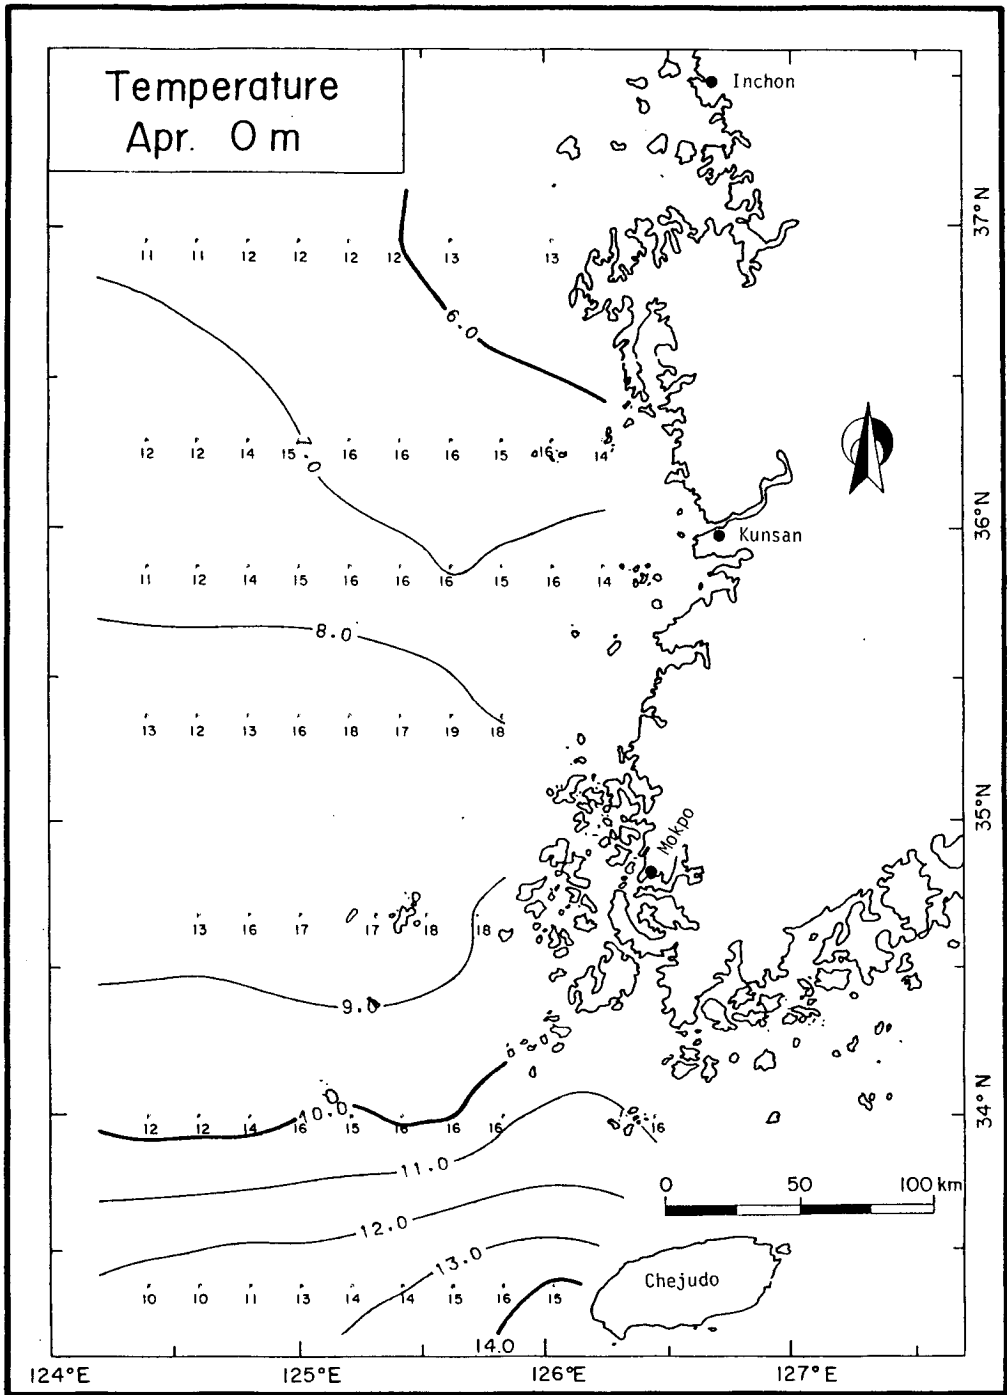 Temperature
Apr. 0 m
Inchon
37°N
11 11 12 12 12 12 13 13
6.0
7.0
12 12 14 15 16 16 16 15 16 14
36°N
Kunsan
11 12 14 15 16 16 16 15 16 14
8.0
13 12 13 16 18 17 19 18
35°N
Mokpo
13 16 17 17 18 18
9.0
34°N
10.0
12 12 14 16 15 16 16 16 16
11.0
0 50 100 km
12.0
13.0
Chejudo
10 10 11 13 14 14 15 16 15
14.0
124°E 125°E 126°E 127°E